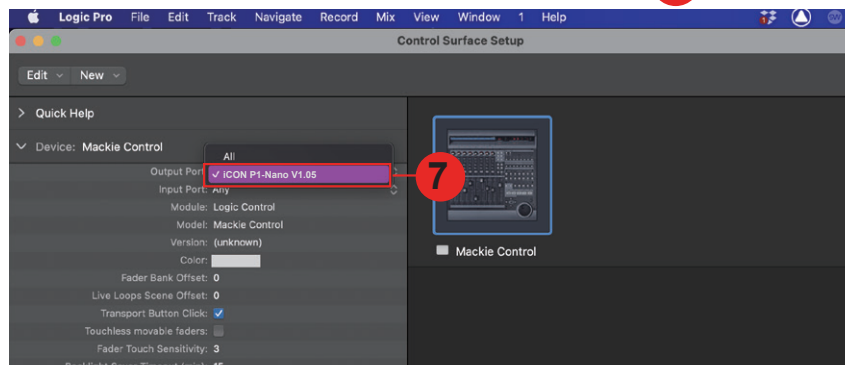 Logic Pro File Edit Track Navigate Record Mix View Window 1 Help
Control Surface Setup
Edit New
Quick Help
Device: Mackie Control
All
Output Port
✓ iCON P1-Nano V1.05
7
Input Port: Any
Module: Logic Control
Model: Mackie Control
Version: (unknown)
Color:
Fader Bank Offset: 0
Live Loops Scene Offset: 0
Transport Button Click:
Touchless movable faders:
Fader Touch Sensitivity: 3
Mackie Control